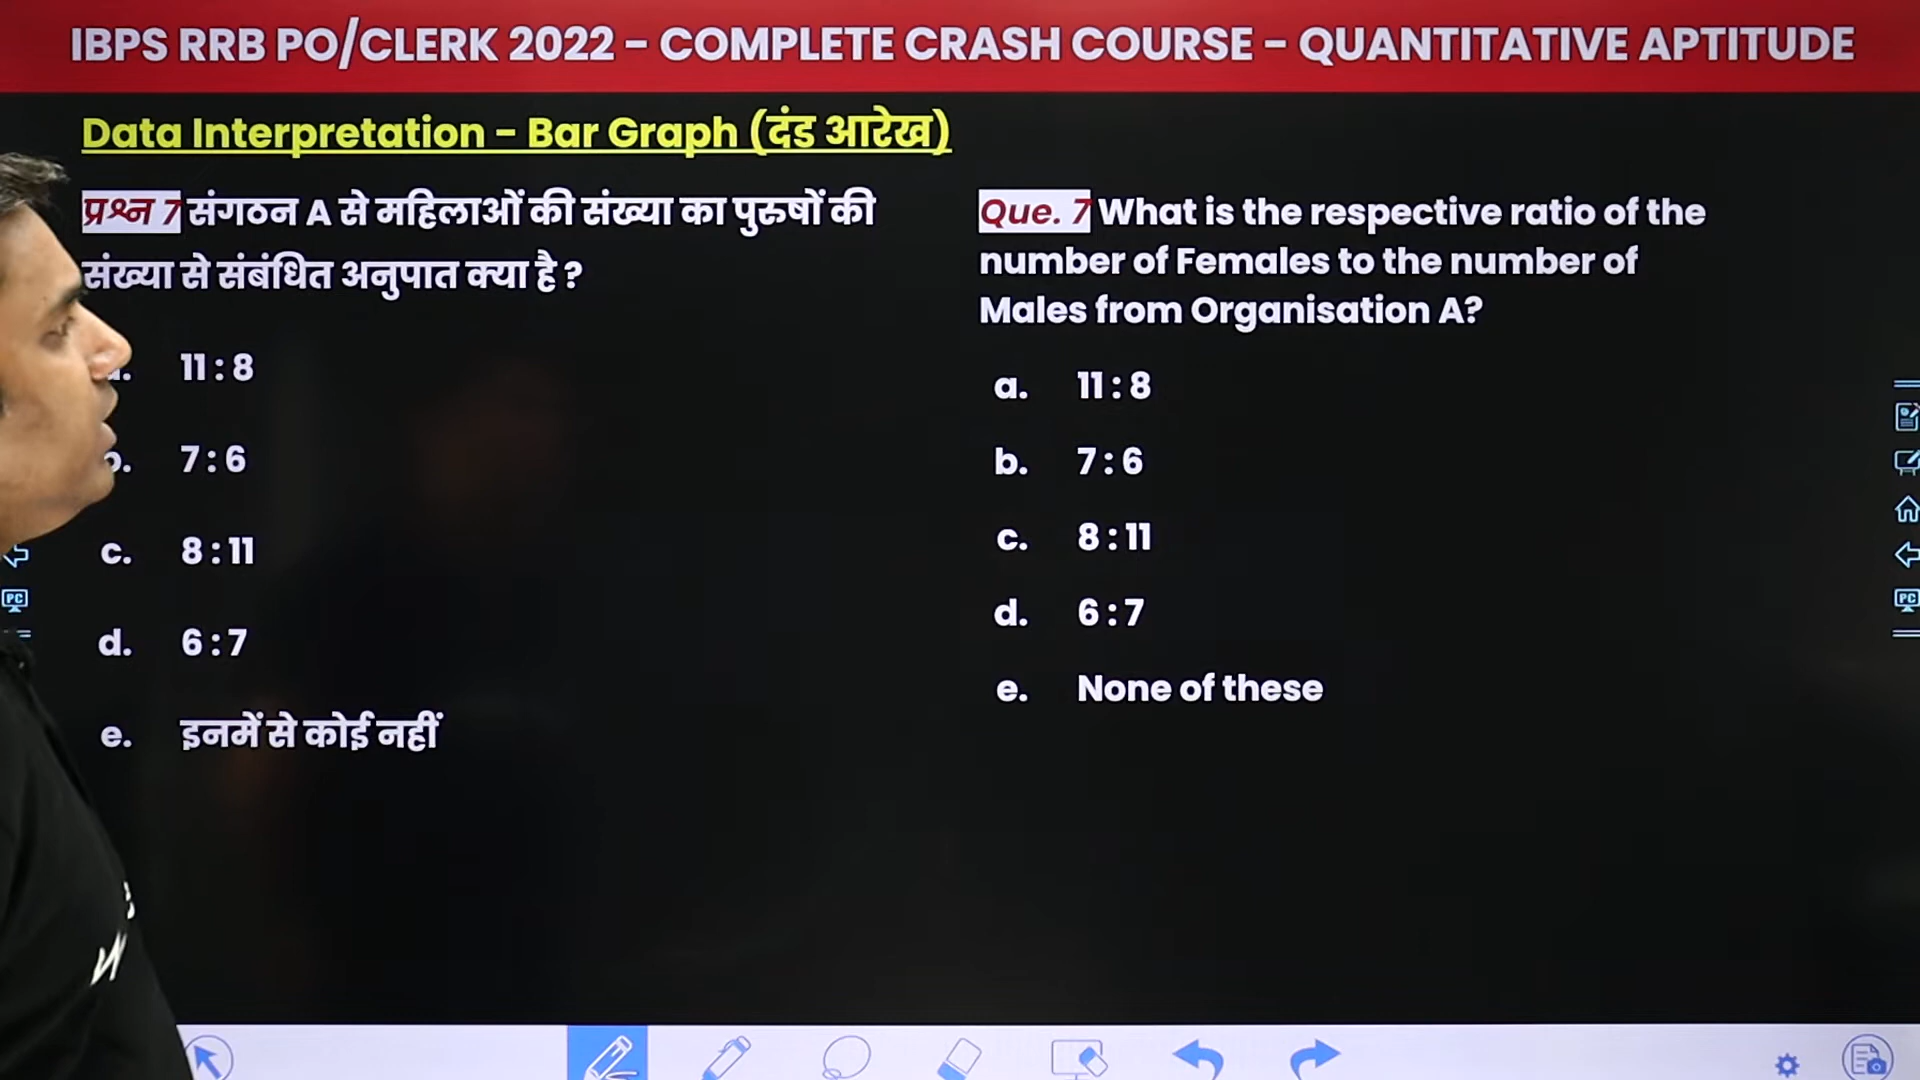 IBPS RRB PO/CLERK 2022 - COMPLETE CRASH COURSE - QUANTITATIVE APTITUDE
Data Interpretation - Bar Graph (दंड आरेख)
प्रश्न 7 संगठन A से महिलाओं की संख्या का पुरुषों की
संख्या से संबंधित अनुपात क्या है ?
11 : 8
7 : 6
c. 8 : 11
d. 6 : 7
e. इनमें से कोई नहीं
Que. 7 What is the respective ratio of the
number of Females to the number of
Males from Organisation A?
a. 11 : 8
b. 7 : 6
c. 8 : 11
d. 6 : 7
e. None of these
PC
PC